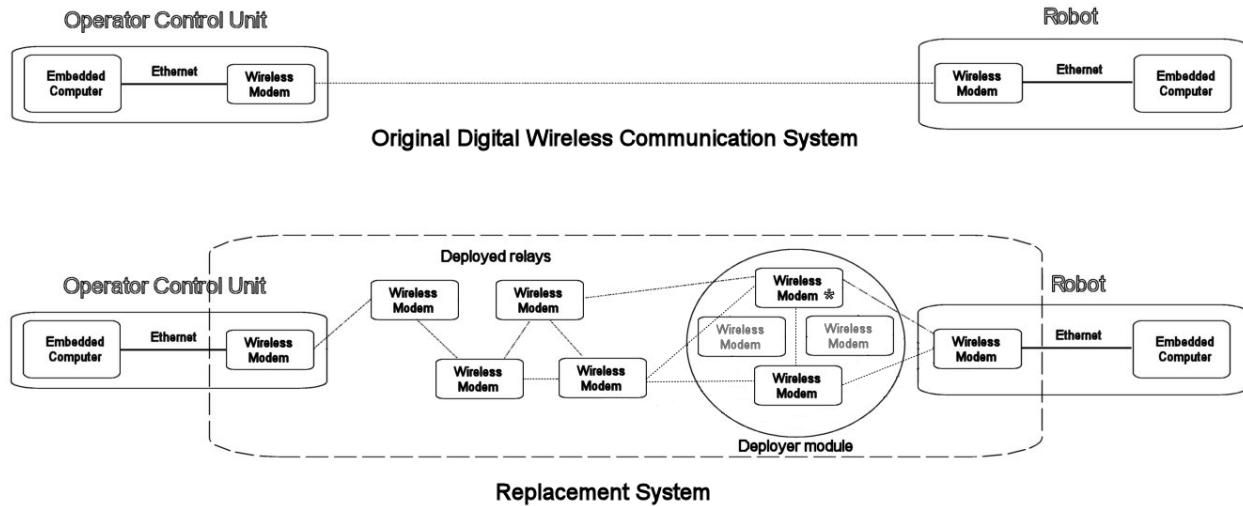 Operator Control Unit
Robot
Embedded
Computer
Ethernet
Wireless
Modem
Wireless
Modem
Ethernet
Embedded
Computer
Original Digital Wireless Communication System
Deployed relays
Operator Control Unit
Robot
Wireless
Modem
Wireless
Modem
Wireless
Modem *
Wireless
Modem
Wireless
Modem
Embedded
Computer
Ethernet
Wireless
Modem
Wireless
Modem
Wireless
Modem
Wireless
Modem
Wireless
Modem
Ethernet
Embedded
Computer
Deployer module
Replacement System